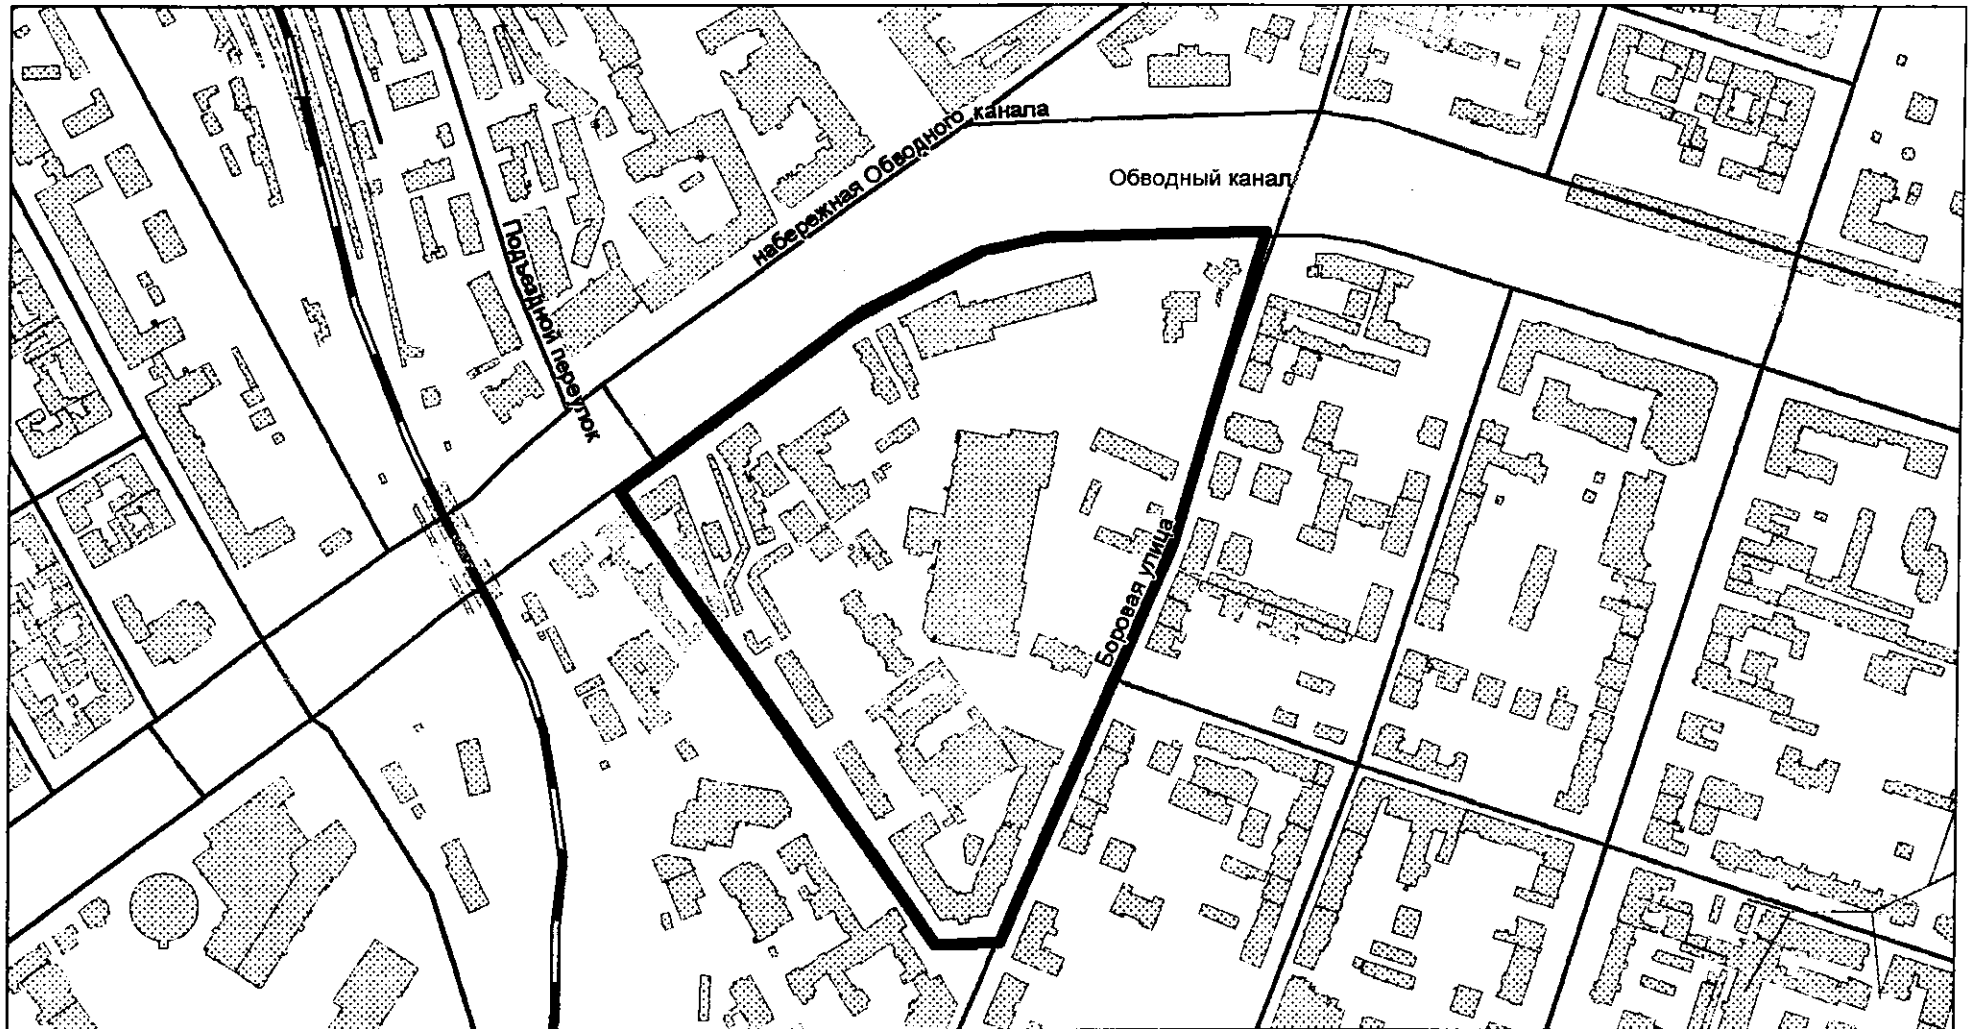 набережная Обводного канала
Обводный канал
Подъездной переулок
Боровая улица